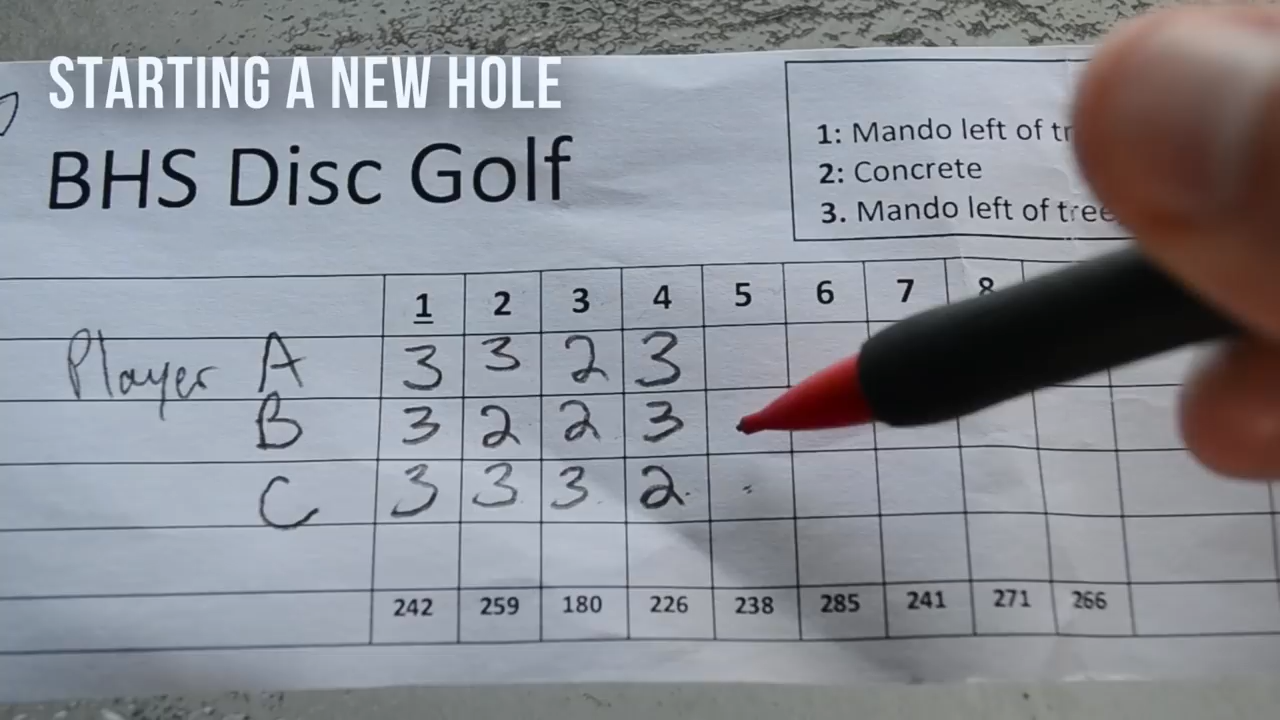 STARTING A NEW HOLE
BHS Disc Golf
1: Mando left of
2: Concrete
3. Mando left of tree
1 2 3 4 5 6 7 8
Player A 3 3 2 3
B 3 2 2 3
C 3 3 3 2
242 259 180 226 238 285 241 271 266